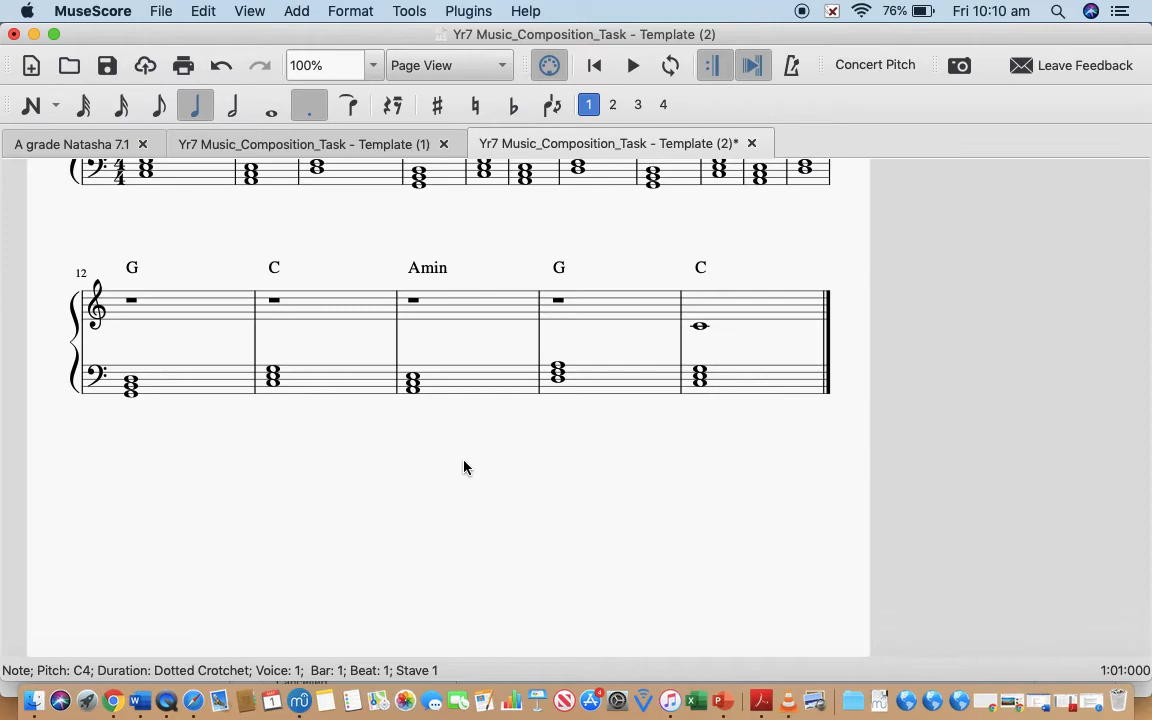 MuseScore File Edit View Add Format Tools Plugins Help 76% Fri 10:10 am
Yr7 Music_Composition_Task - Template (2)
100% Page View Concert Pitch Leave Feedback
1 2 3 4
A grade Natasha 7.1 Yr7 Music_Composition_Task - Template (1) Yr7 Music_Composition_Task - Template (2)*
4
4
G C Amin G C
12
Note; Pitch: C4; Duration: Dotted Crotchet; Voice: 1; Bar: 1; Beat: 1; Stave 1 1:01:000